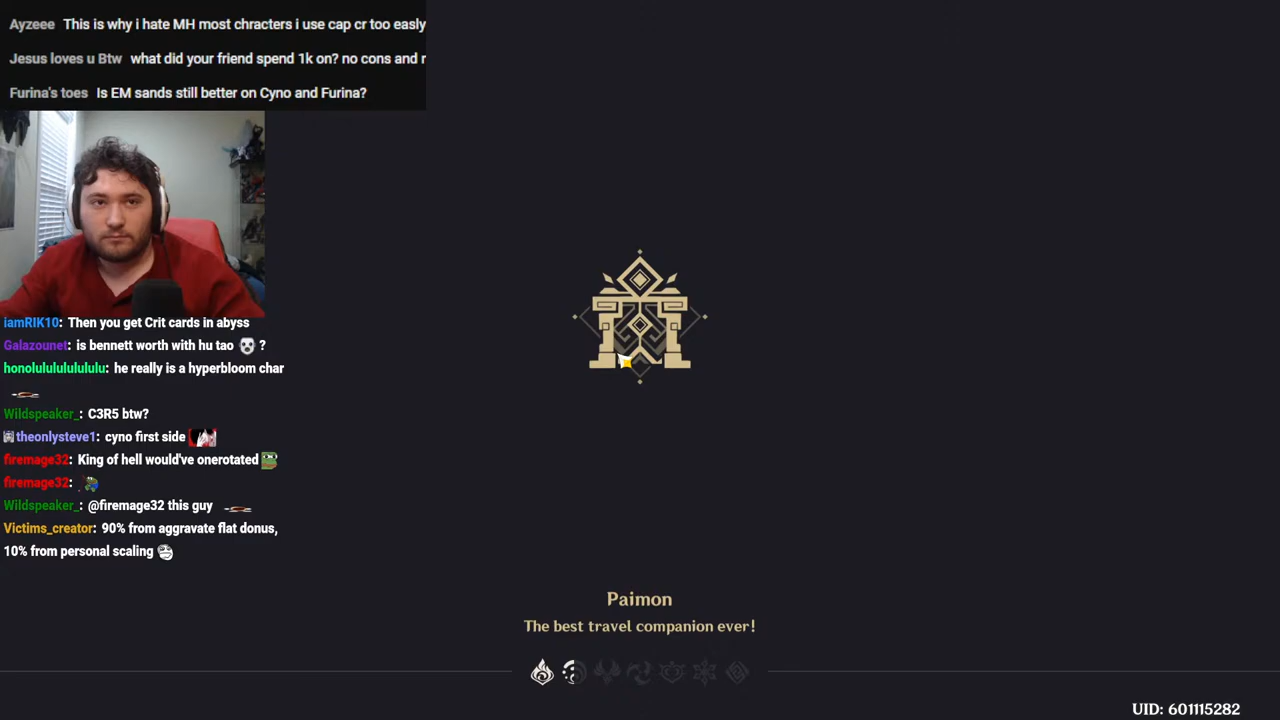 Ayzeee This is why i hate MH most chracters i use cap cr too easly
Jesus loves u Btw what did your friend spend 1k on? no cons and r
Furina's toes Is EM sands still better on Cyno and Furina?
iamRIK10: Then you get Crit cards in abyss
Galazounet: is bennett worth with hu tao ?
honolulululululu: he really is a hyperbloom char
Wildspeaker_: C3R5 btw?
theonlysteve1: cyno first side
firemage32: King of hell would've onerotated
firemage32:
Wildspeaker_: @firemage32 this guy
Victims_creator: 90% from aggravate flat donus,
10% from personal scaling
Paimon
The best travel companion ever!
UID: 601115282